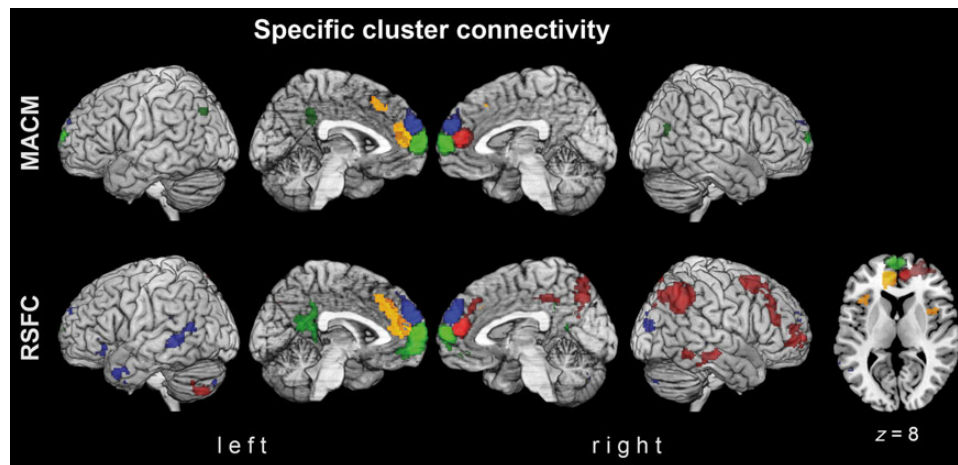 Specific cluster connectivity
MACM
RSFC
left
right
z = 8